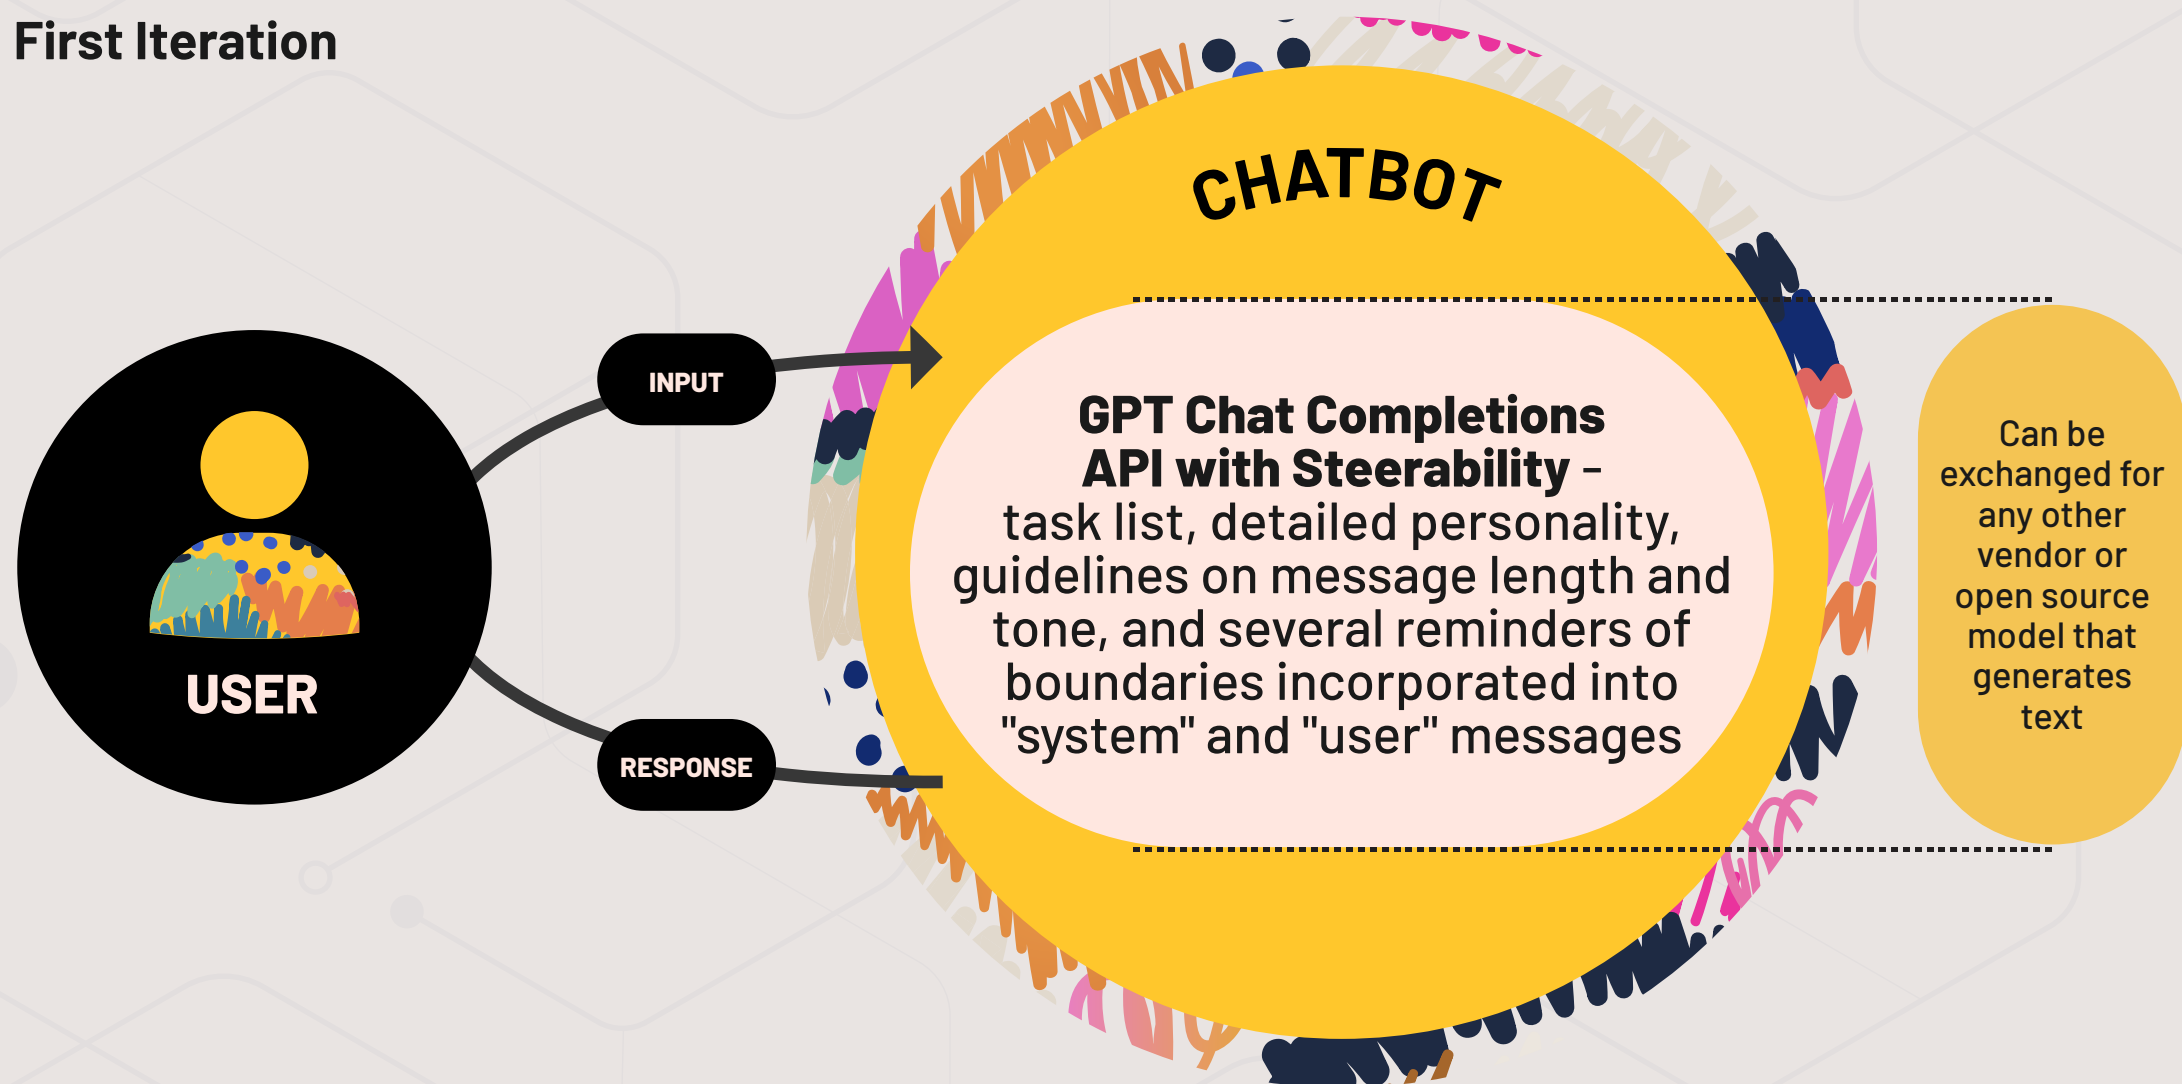 First Iteration
CHATBOT
INPUT
GPT Chat Completions
API with Steerability –
task list, detailed personality,
guidelines on message length and
tone, and several reminders of
boundaries incorporated into
"system" and "user" messages
Can be
exchanged for
any other
vendor or
open source
model that
generates
text
USER
RESPONSE